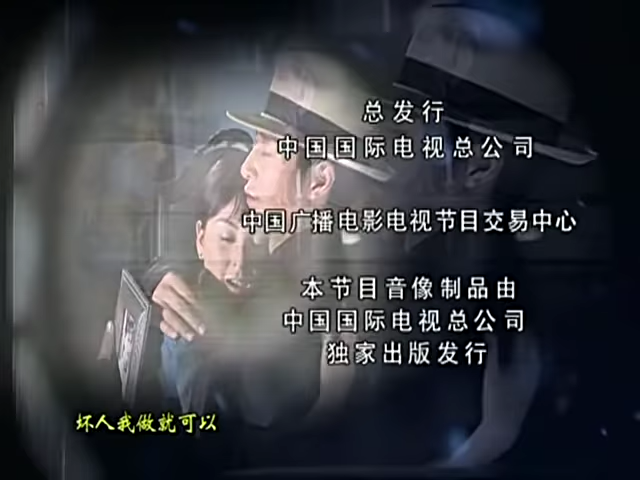 总发行
中国国际电视总公司
中国广播电影电视节目交易中心
本节目音像制品由
中国国际电视总公司
独家出版发行
坏人我做就可以